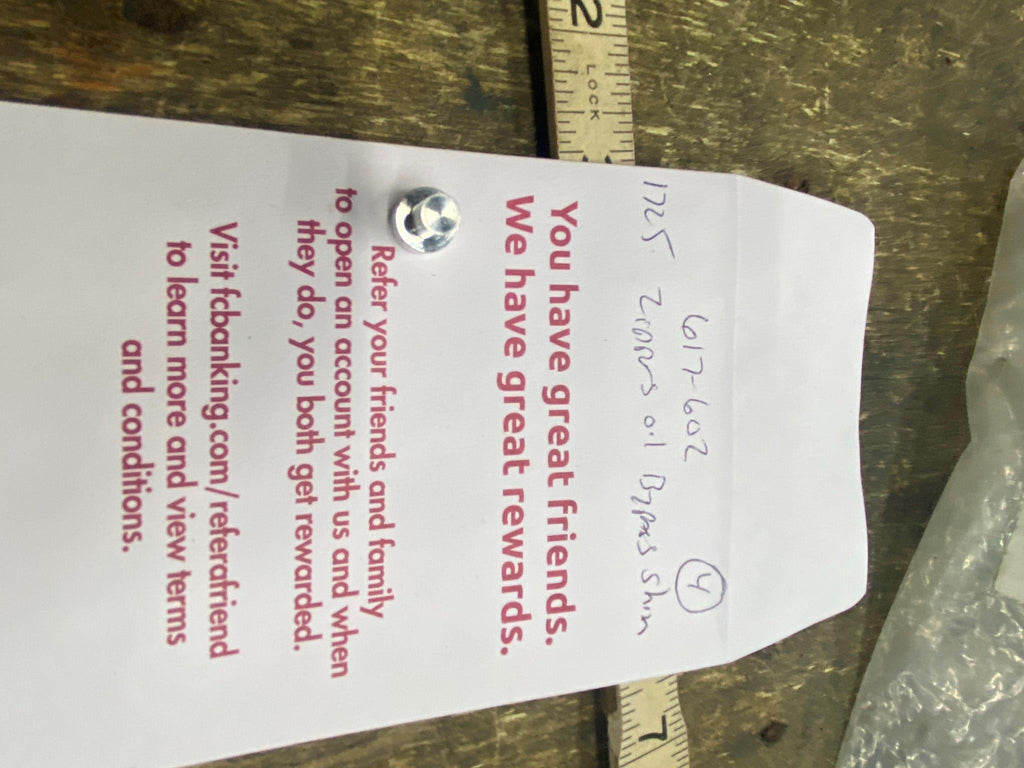 617-602 4
1725 Zippers oil Bypass shim
You have great friends.
We have great rewards.
Refer your friends and family
to open an account with us and when
they do, you both get rewarded.
Visit fcbanking.com/referafriend
to learn more and view terms
and conditions.
2
LOCK
7